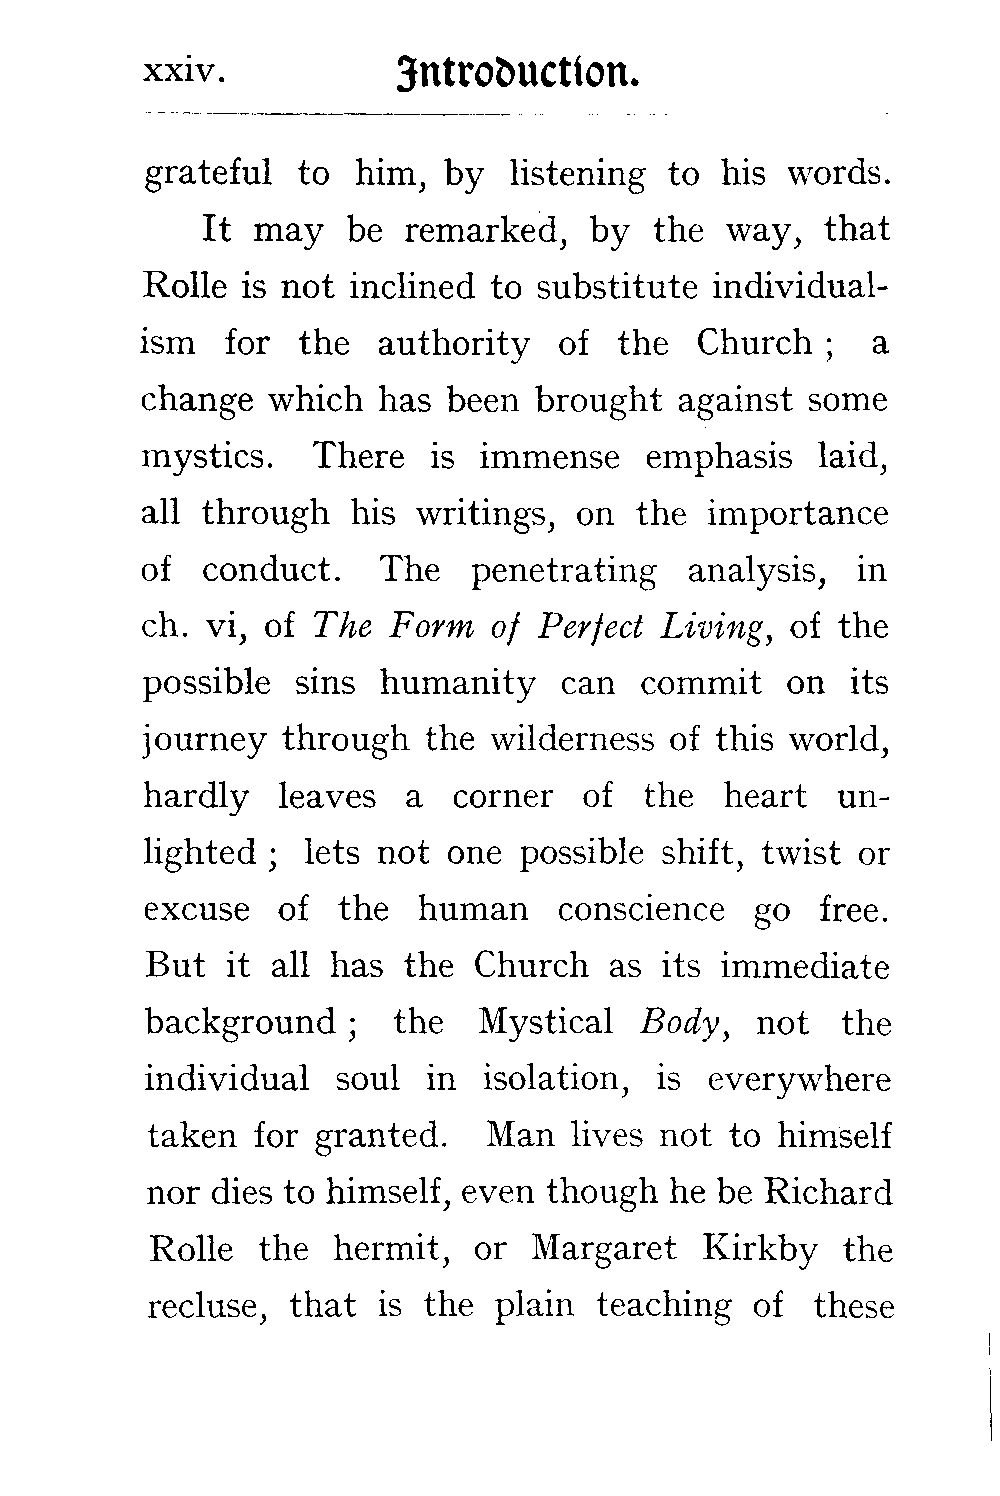 xxiv. Introduction.
grateful to him, by listening to his words.
It may be remarked, by the way, that
Rolle is not inclined to substitute individual-
ism for the authority of the Church ; a
change which has been brought against some
mystics. There is immense emphasis laid,
all through his writings, on the importance
of conduct. The penetrating analysis, in
ch. vi, of The Form of Perfect Living, of the
possible sins humanity can commit on its
journey through the wilderness of this world,
hardly leaves a corner of the heart un-
lighted ; lets not one possible shift, twist or
excuse of the human conscience go free.
But it all has the Church as its immediate
background ; the Mystical Body, not the
individual soul in isolation, is everywhere
taken for granted. Man lives not to himself
nor dies to himself, even though he be Richard
Rolle the hermit, or Margaret Kirkby the
recluse, that is the plain teaching of these